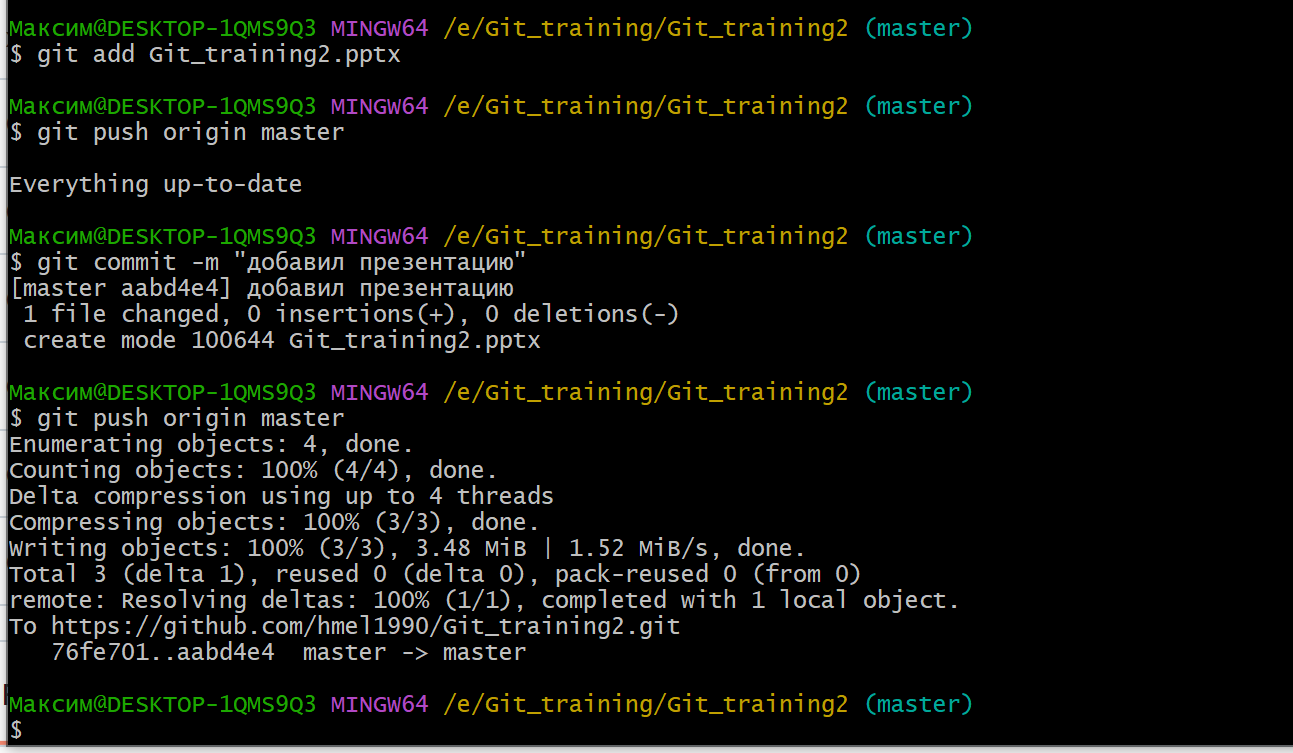 Максим@DESKTOP-1QMS9Q3 MINGW64 /e/Git_training/Git_training2 (master)
$ git add Git_training2.pptx
Максим@DESKTOP-1QMS9Q3 MINGW64 /e/Git_training/Git_training2 (master)
$ git push origin master
Everything up-to-date
Максим@DESKTOP-1QMS9Q3 MINGW64 /e/Git_training/Git_training2 (master)
$ git commit -m "добавил презентацию"
[master aabd4e4] добавил презентацию
1 file changed, 0 insertions(+), 0 deletions(-)
create mode 100644 Git_training2.pptx
Максим@DESKTOP-1QMS9Q3 MINGW64 /e/Git_training/Git_training2 (master)
$ git push origin master
Enumerating objects: 4, done.
Counting objects: 100% (4/4), done.
Delta compression using up to 4 threads
Compressing objects: 100% (3/3), done.
Writing objects: 100% (3/3), 3.48 MiB | 1.52 MiB/s, done.
Total 3 (delta 1), reused 0 (delta 0), pack-reused 0 (from 0)
remote: Resolving deltas: 100% (1/1), completed with 1 local object.
To https://github.com/hmel1990/Git_training2.git
76fe701..aabd4e4  master -> master
Максим@DESKTOP-1QMS9Q3 MINGW64 /e/Git_training/Git_training2 (master)
$